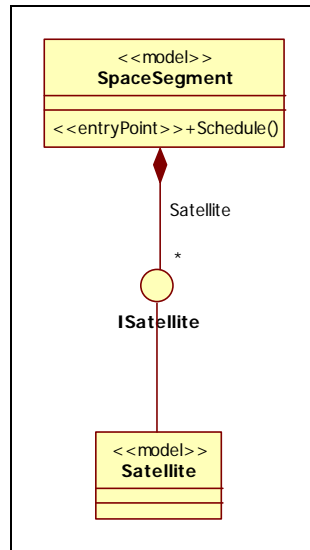 <<model>>
SpaceSegment
<<entryPoint>>+Schedule()
Satellite
*
ISatellite
<<model>>
Satellite